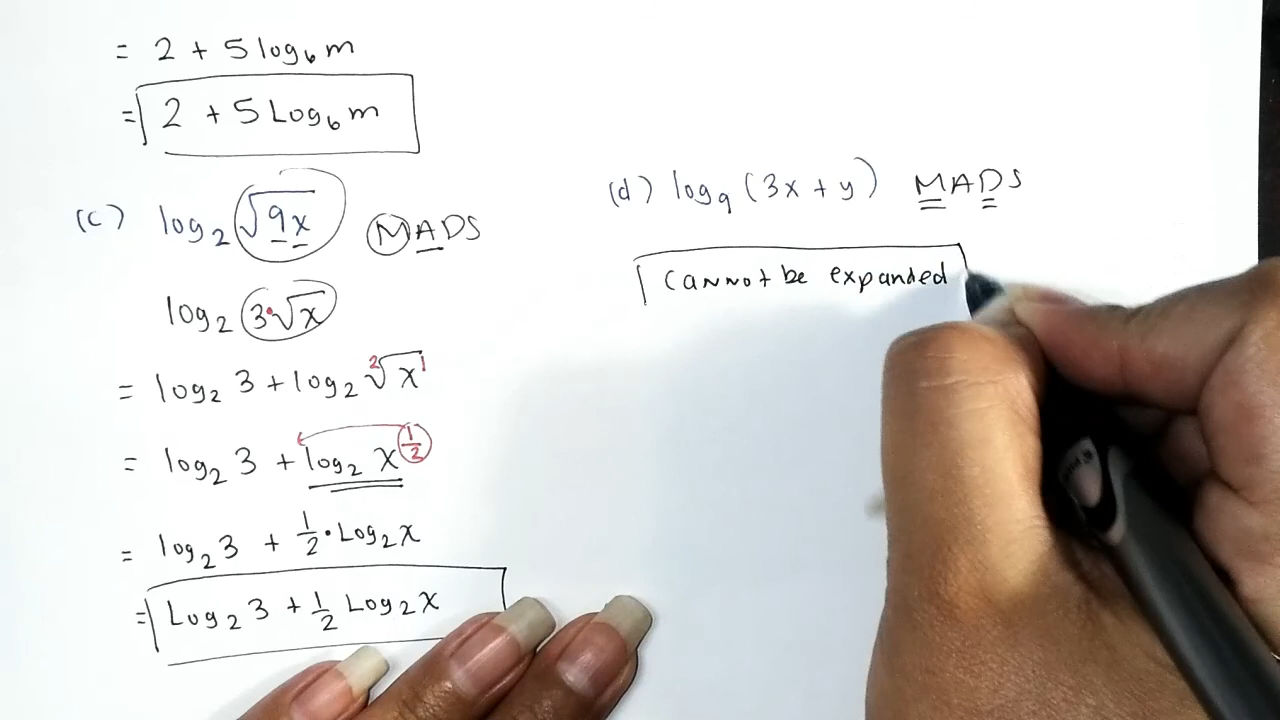 = 2 + 5 log₆ m
= 2 + 5 Log₆ m
(c) log₂ √9x MADS
log₂ 3•√x
= log₂ 3 + log₂ ²√x¹
= log₂ 3 + log₂ x^½
= log₂ 3 + ½ • Log₂ x
= Log₂ 3 + ½ Log₂ x
(d) log₉ (3x + y) MADS
cannot be expanded